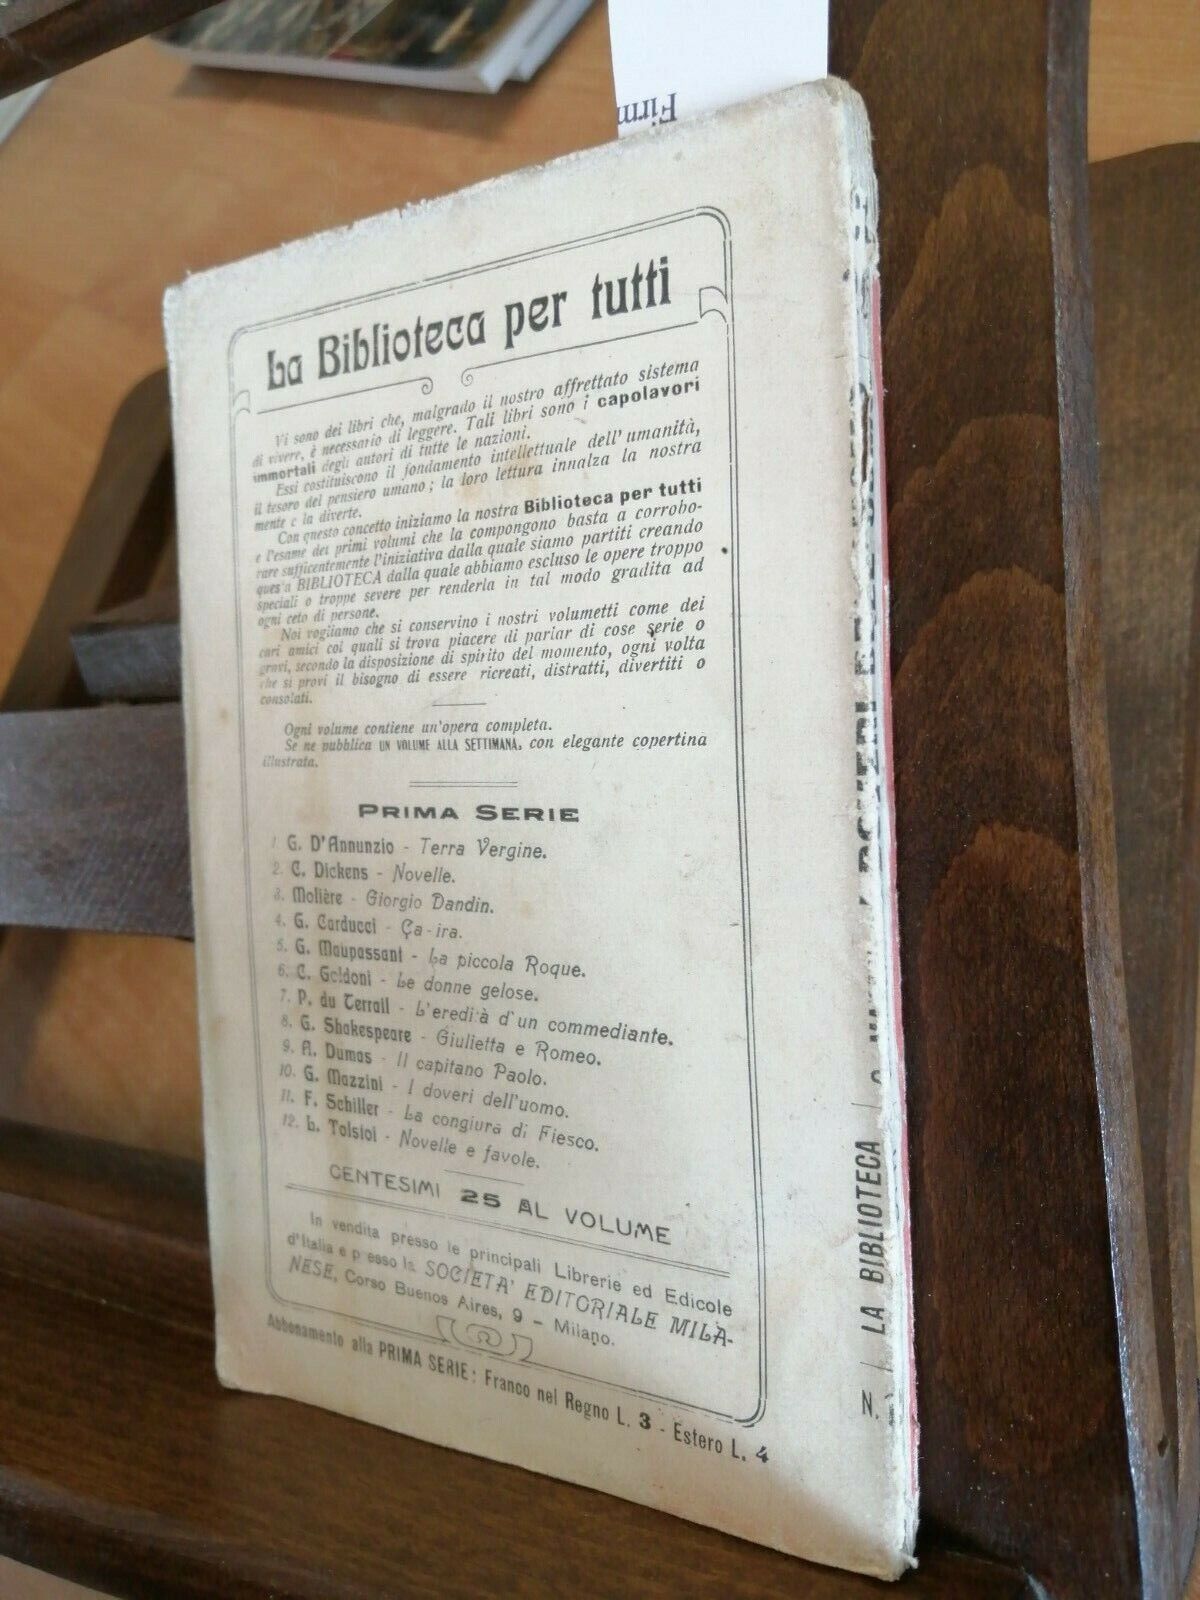 Firm
La Biblioteca per tutti
Vi sono dei libri che, malgrado il nostro affrettato sistema
di vivere, è necessario di leggere. Tali libri sono i capolavori
immortali degli autori di tutte le nazioni.
Essi costituiscono il fondamento intellettuale dell'umanità,
il tesoro del pensiero umano; la loro lettura innalza la nostra
mente e la diverte.
Con questo concetto iniziamo la nostra Biblioteca per tutti
e l'esame dei primi volumi che la compongono basta a corrobo-
rare sufficentemente l'iniziativa dalla quale siamo partiti creando
questa BIBLIOTECA dalla quale abbiamo escluso le opere troppo
speciali o troppe severe per renderla in tal modo gradita ad
ogni ceto di persone.
Noi vogliamo che si conservino i nostri volumetti come dei
cari amici coi quali si trova piacere di parlar di cose serie o
gravi, secondo la disposizione di spirito del momento, ogni volta
che si provi il bisogno di essere ricreati, distratti, divertiti o
consolati.
Ogni volume contiene un'opera completa.
Se ne pubblica UN VOLUME ALLA SETTIMANA, con elegante copertina
illustrata.
PRIMA SERIE
1. G. D'Annunzio - Terra Vergine.
2. C. Dickens - Novelle.
3. Molière - Giorgio Dandin.
4. G. Carducci - Ça-ira.
5. G. Maupassant - La piccola Roque.
6. C. Goldoni - Le donne gelose.
7. P. du Terrail - L'eredità d'un commediante.
8. G. Shakespeare - Giulietta e Romeo.
9. A. Dumas - Il capitano Paolo.
10. G. Mazzini - I doveri dell'uomo.
11. F. Schiller - La congiura di Fiesco.
12. L. Tolstoi - Novelle e favole.
CENTESIMI 25 AL VOLUME
In vendita presso le principali Librerie ed Edicole
d'Italia e presso la SOCIETA' EDITORIALE MILA-
NESE, Corso Buenos Aires, 9 - Milano.
Abbonamento alla PRIMA SERIE: Franco nel Regno L. 3 - Estero L. 4
N.
LA BIBLIOTECA